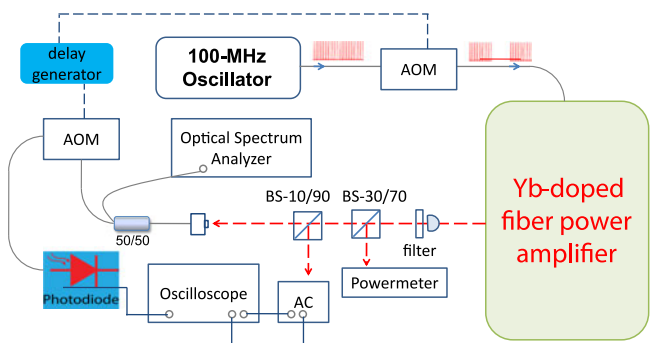 delay
generator
100-MHz
Oscillator
AOM
AOM
Optical Spectrum
Analyzer
Yb-doped
fiber power
amplifier
BS-10/90
BS-30/70
50/50
filter
Powermeter
Photodiode
Oscilloscope
AC